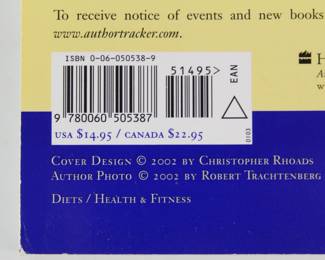 To receive notice of events and new books
www.authortracker.com.
ISBN 0-06-050538-9
51495>
EAN
9 780060 505387
0103
USA $14.95 / CANADA $22.95
COVER DESIGN © 2002 BY CHRISTOPHER RHOADS
AUTHOR PHOTO © 2002 BY ROBERT TRACHTENBERG
DIETS / HEALTH & FITNESS